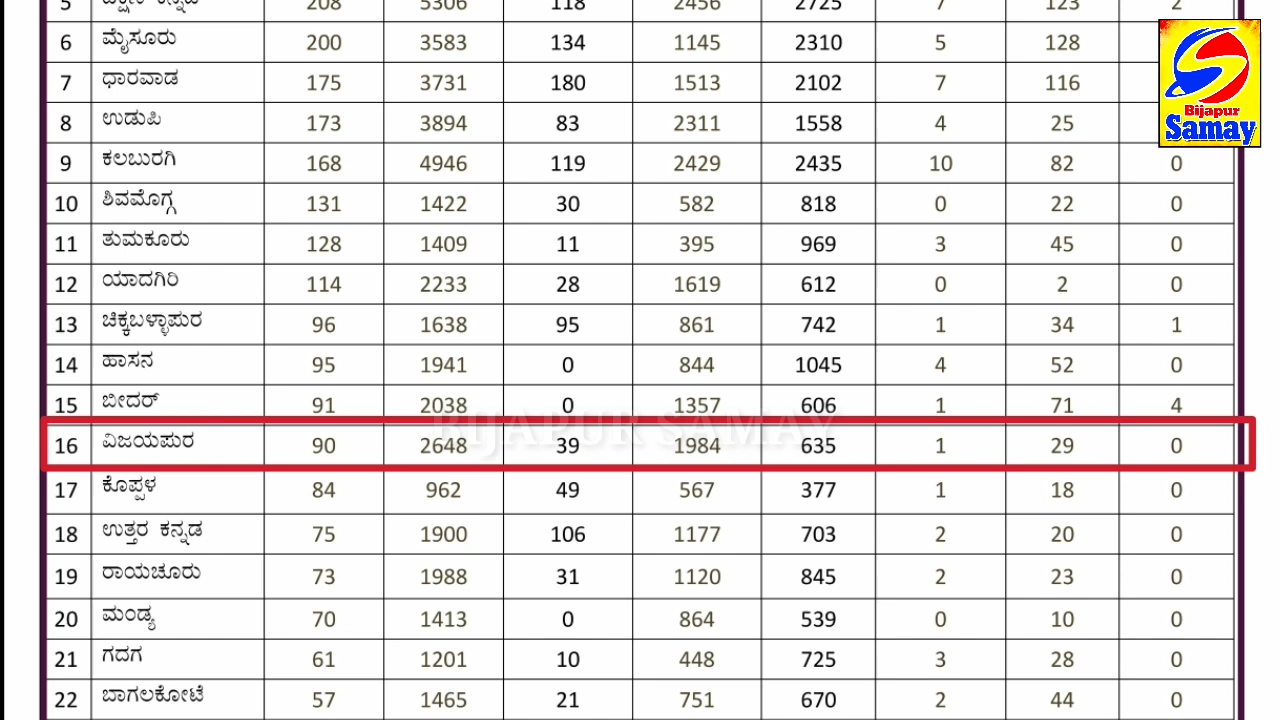 5 ದಕ್ಷಿಣ ಕನ್ನಡ 208 5306 118 2456 2725 7 123 2
6 ಮೈಸೂರು 200 3583 134 1145 2310 5 128
7 ಧಾರವಾಡ 175 3731 180 1513 2102 7 116
8 ಉಡುಪಿ 173 3894 83 2311 1558 4 25
9 ಕಲಬುರಗಿ 168 4946 119 2429 2435 10 82 0
10 ಶಿವಮೊಗ್ಗ 131 1422 30 582 818 0 22 0
11 ತುಮಕೂರು 128 1409 11 395 969 3 45 0
12 ಯಾದಗಿರಿ 114 2233 28 1619 612 0 2 0
13 ಚಿಕ್ಕಬಳ್ಳಾಪುರ 96 1638 95 861 742 1 34 1
14 ಹಾಸನ 95 1941 0 844 1045 4 52 0
15 ಬೀದರ್ 91 2038 0 1357 606 1 71 4
16 ವಿಜಯಪುರ 90 2648 39 1984 635 1 29 0
17 ಕೊಪ್ಪಳ 84 962 49 567 377 1 18 0
18 ಉತ್ತರ ಕನ್ನಡ 75 1900 106 1177 703 2 20 0
19 ರಾಯಚೂರು 73 1988 31 1120 845 2 23 0
20 ಮಂಡ್ಯ 70 1413 0 864 539 0 10 0
21 ಗದಗ 61 1201 10 448 725 3 28 0
22 ಬಾಗಲಕೋಟೆ 57 1465 21 751 670 2 44 0
Bijapur
Samay
BIJAPUR SAMAY